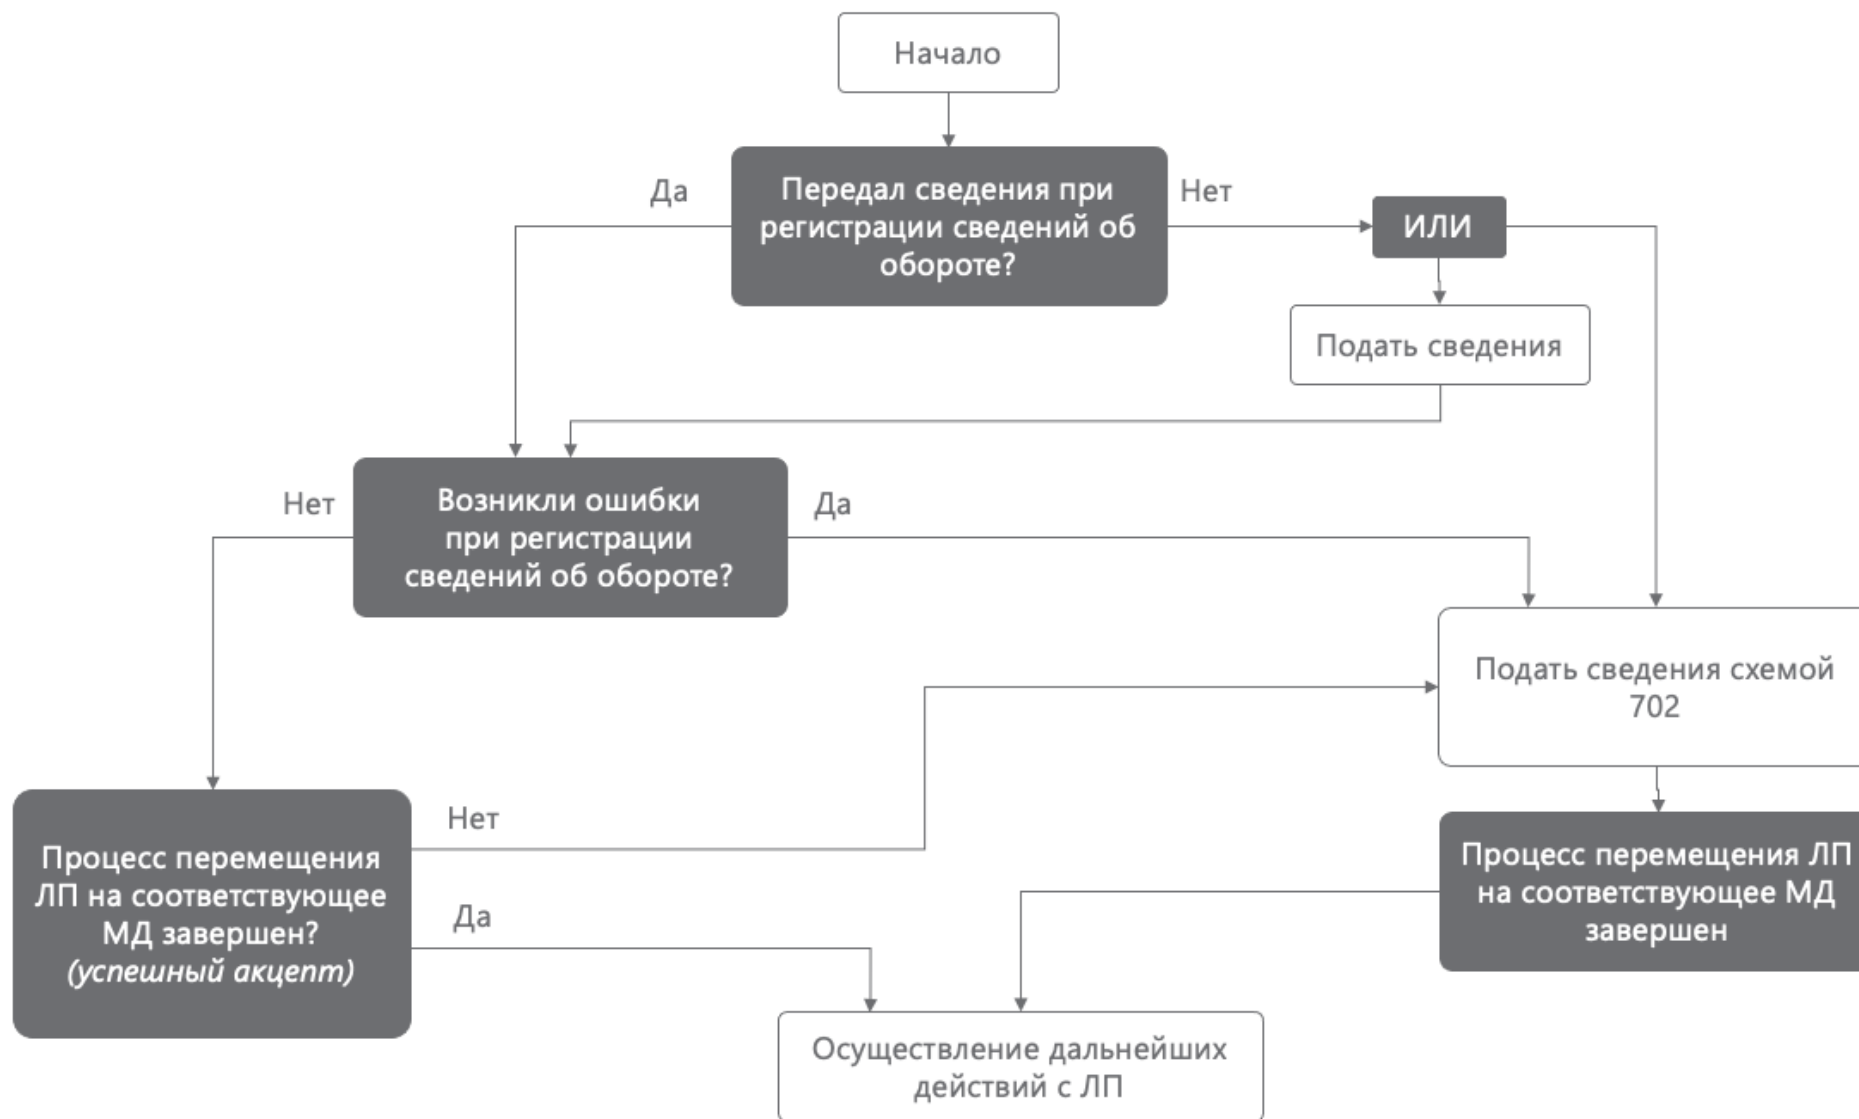 Начало
Да
Передал сведения при
регистрации сведений об
обороте?
Нет
ИЛИ
Подать сведения
Нет
Возникли ошибки
при регистрации
сведений об обороте?
Да
Подать сведения схемой
702
Процесс перемещения
ЛП на соответствующее
МД завершен?
(успешный акцепт)
Нет
Да
Процесс перемещения ЛП
на соответствующее МД
завершен
Осуществление дальнейших
действий с ЛП